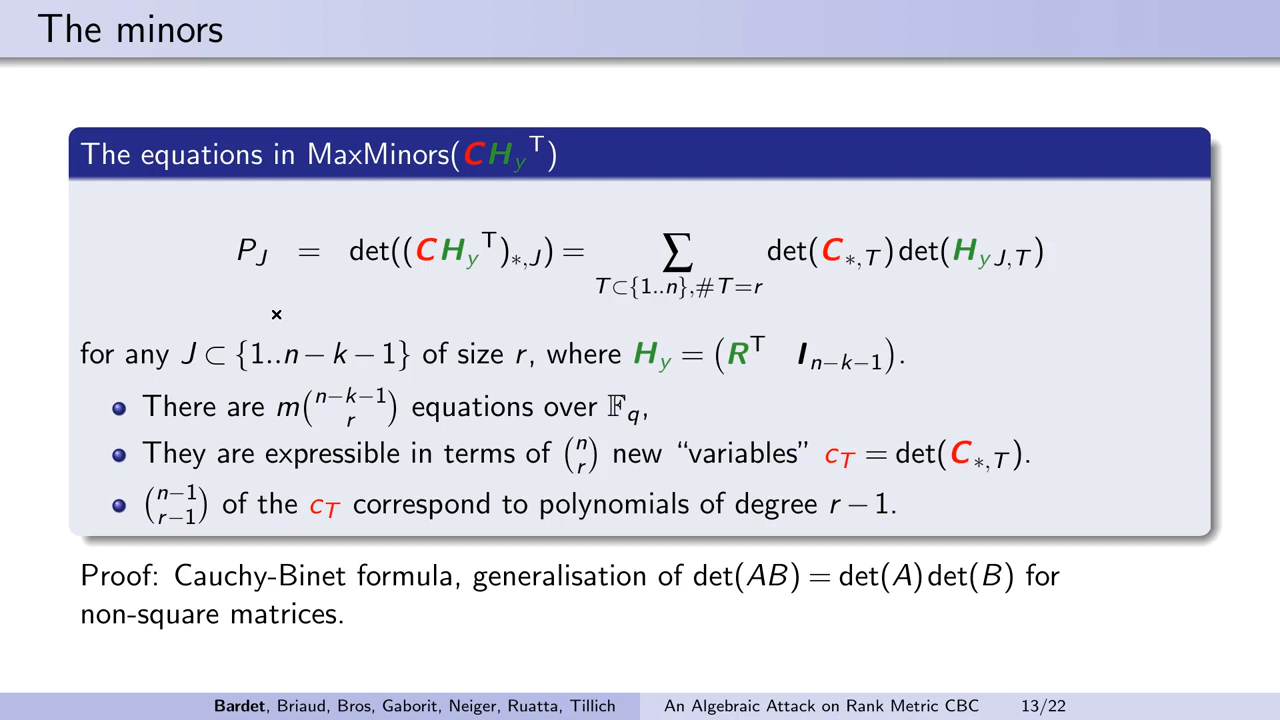 The minors
The equations in MaxMinors(CH_y^T)
P_J = det((CH_y^T)_{∗,J}) = ∑_{T⊂{1..n},#T=r} det(C_{∗,T}) det(H_{y J,T})
for any J ⊂ {1..n − k − 1} of size r, where H_y = (R^T I_{n−k−1}).
There are m\binom{n−k−1}{r} equations over 𝔽_q,
They are expressible in terms of \binom{n}{r} new “variables” c_T = det(C_{∗,T}).
\binom{n−1}{r−1} of the c_T correspond to polynomials of degree r − 1.
Proof: Cauchy-Binet formula, generalisation of det(AB) = det(A) det(B) for
non-square matrices.
Bardet, Briaud, Bros, Gaborit, Neiger, Ruatta, Tillich An Algebraic Attack on Rank Metric CBC 13/22